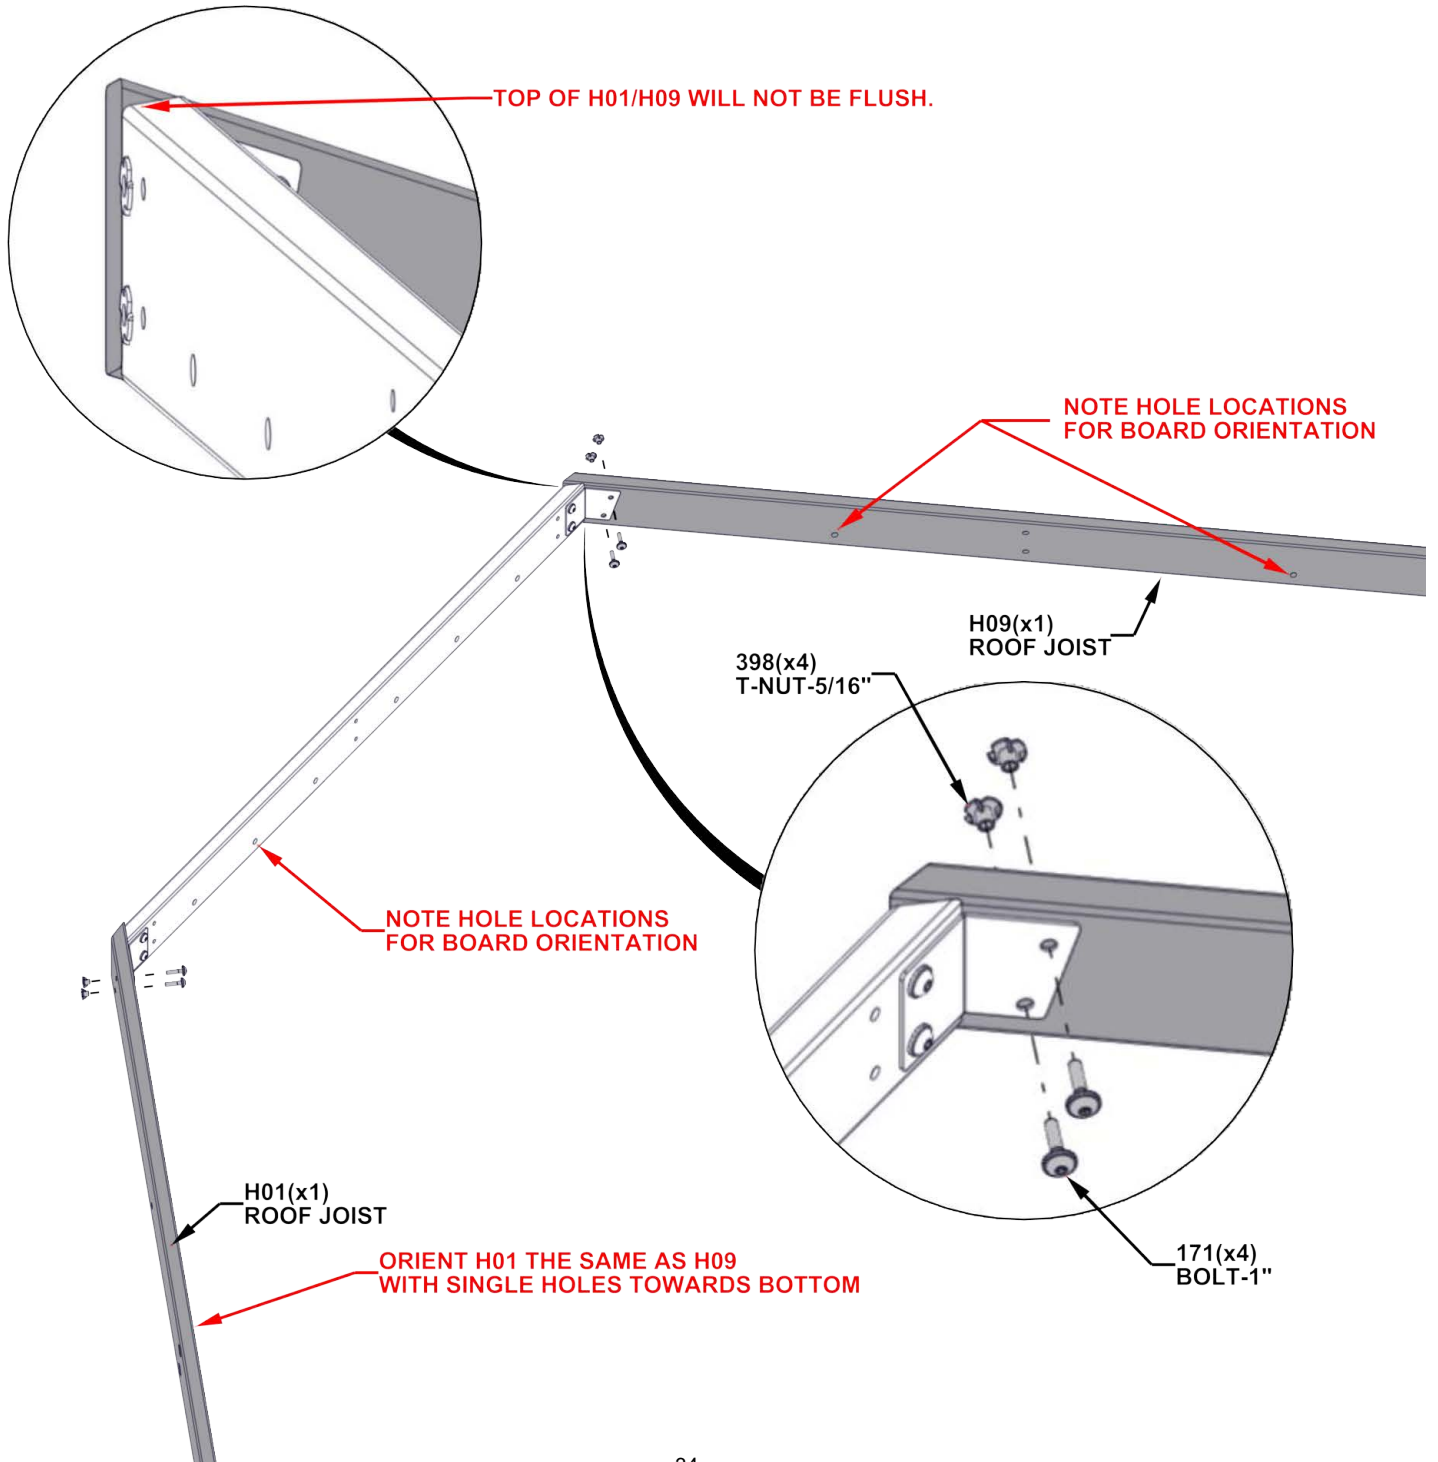 TOP OF H01/H09 WILL NOT BE FLUSH.
NOTE HOLE LOCATIONS
FOR BOARD ORIENTATION
H09(x1)
ROOF JOIST
398(x4)
T-NUT-5/16"
NOTE HOLE LOCATIONS
FOR BOARD ORIENTATION
H01(x1)
ROOF JOIST
ORIENT H01 THE SAME AS H09
WITH SINGLE HOLES TOWARDS BOTTOM
171(x4)
BOLT-1"